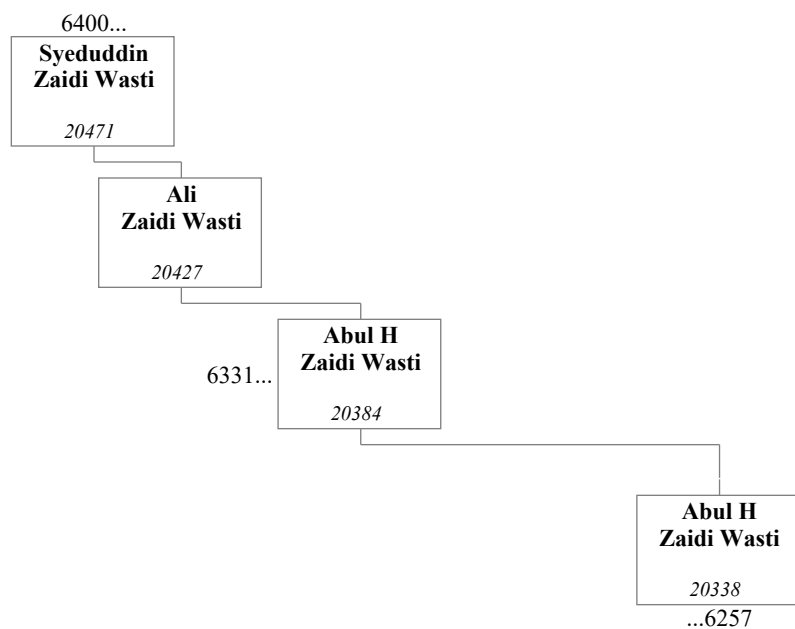 6400...
Syeduddin
Zaidi Wasti
20471
Ali
Zaidi Wasti
20427
Abul H
Zaidi Wasti
6331...
20384
Abul H
Zaidi Wasti
20338
...6257